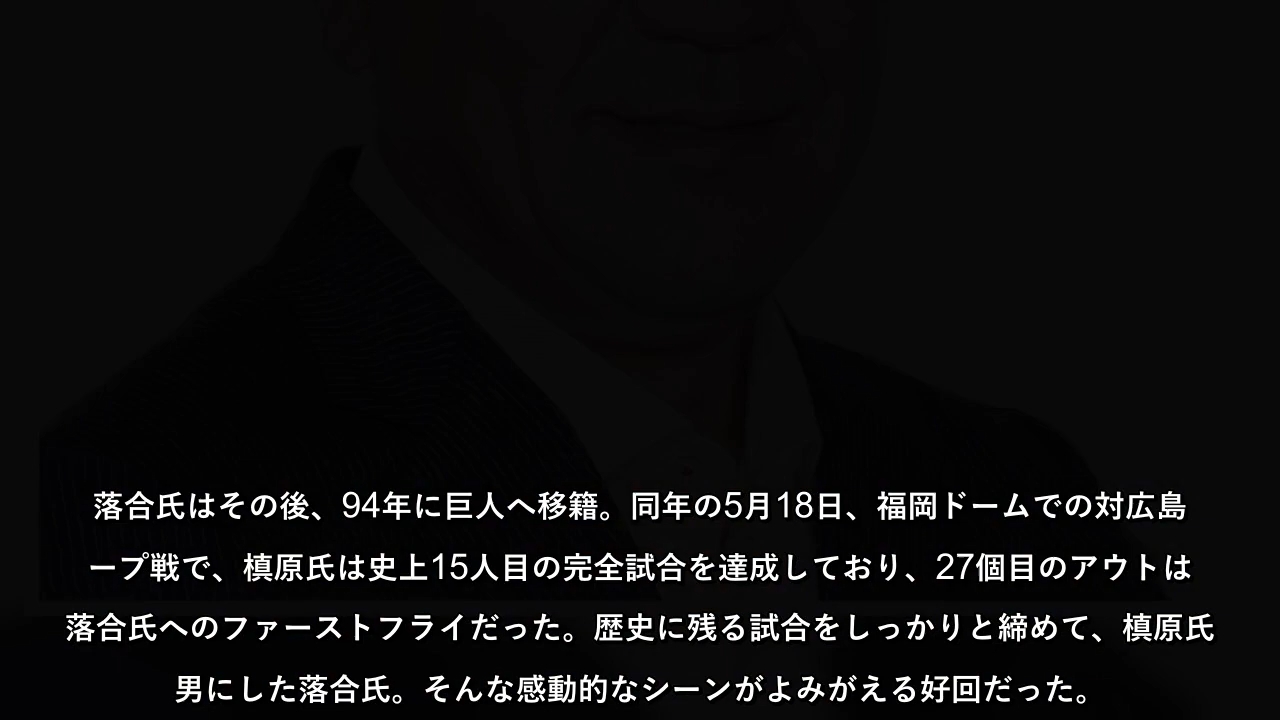 落合氏はその後、94年に巨人へ移籍。同年の5月18日、福岡ドームでの対広島
ープ戦で、槙原氏は史上15人目の完全試合を達成しており、27個目のアウトは
落合氏へのファーストフライだった。歴史に残る試合をしっかりと締めて、槙原氏
男にした落合氏。そんな感動的なシーンがよみがえる好回だった。